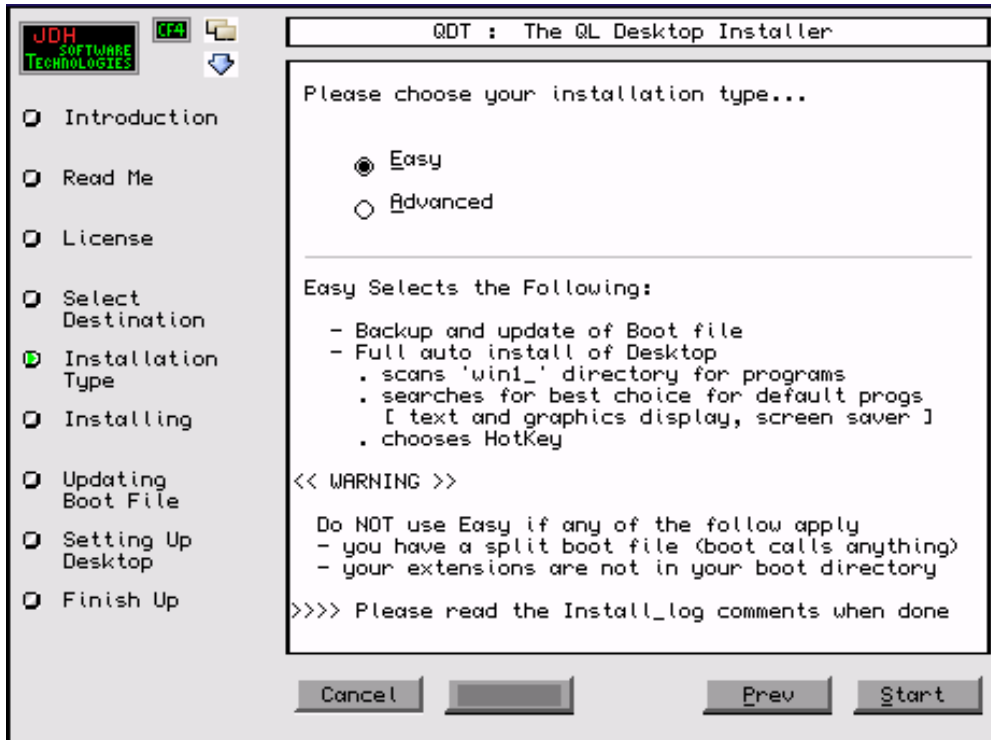 JDH
SOFTWARE
TECHNOLOGIES
CF4
QDT : The QL Desktop Installer
Introduction
Read Me
License
Select
Destination
Installation
Type
Installing
Updating
Boot File
Setting Up
Desktop
Finish Up
Please choose your installation type...
Easy
Advanced
Easy Selects the Following:
- Backup and update of Boot file
- Full auto install of Desktop
. scans 'win1_' directory for programs
. searches for best choice for default progs
[ text and graphics display, screen saver ]
. chooses HotKey
<< WARNING >>
Do NOT use Easy if any of the follow apply
- you have a split boot file (boot calls anything)
- your extensions are not in your boot directory
>>>> Please read the Install_log comments when done
Cancel
Prev
Start